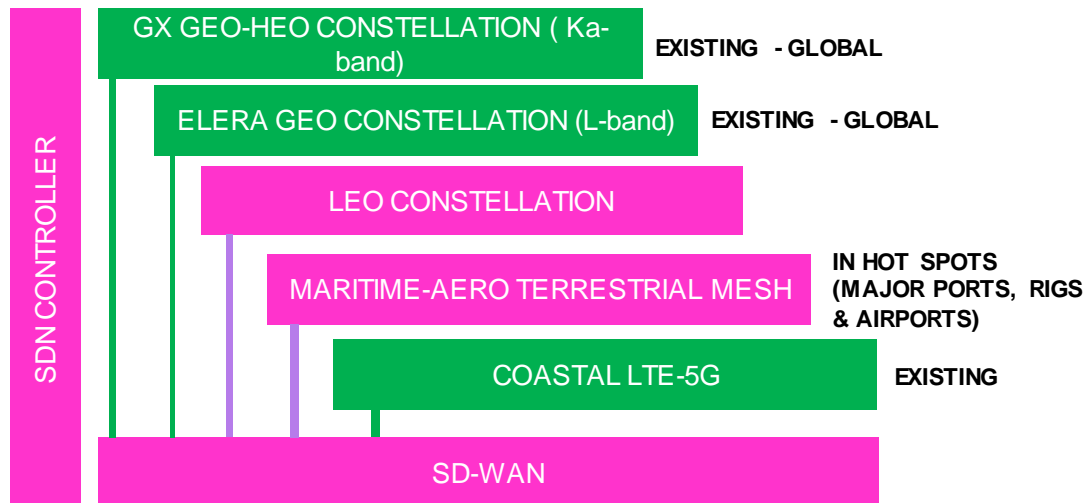 SDN CONTROLLER
GX GEO-HEO CONSTELLATION ( Ka-
band)
EXISTING - GLOBAL
ELERA GEO CONSTELLATION (L-band)
EXISTING - GLOBAL
LEO CONSTELLATION
MARITIME-AERO TERRESTRIAL MESH
IN HOT SPOTS
(MAJOR PORTS, RIGS
& AIRPORTS)
COASTAL LTE-5G
EXISTING
SD-WAN